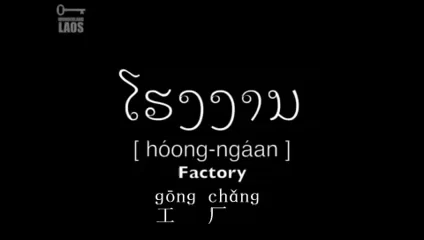 LAOS
ໂຮງງານ
[ hóong-ngáan ]
Factory
gōng chǎng
工 厂